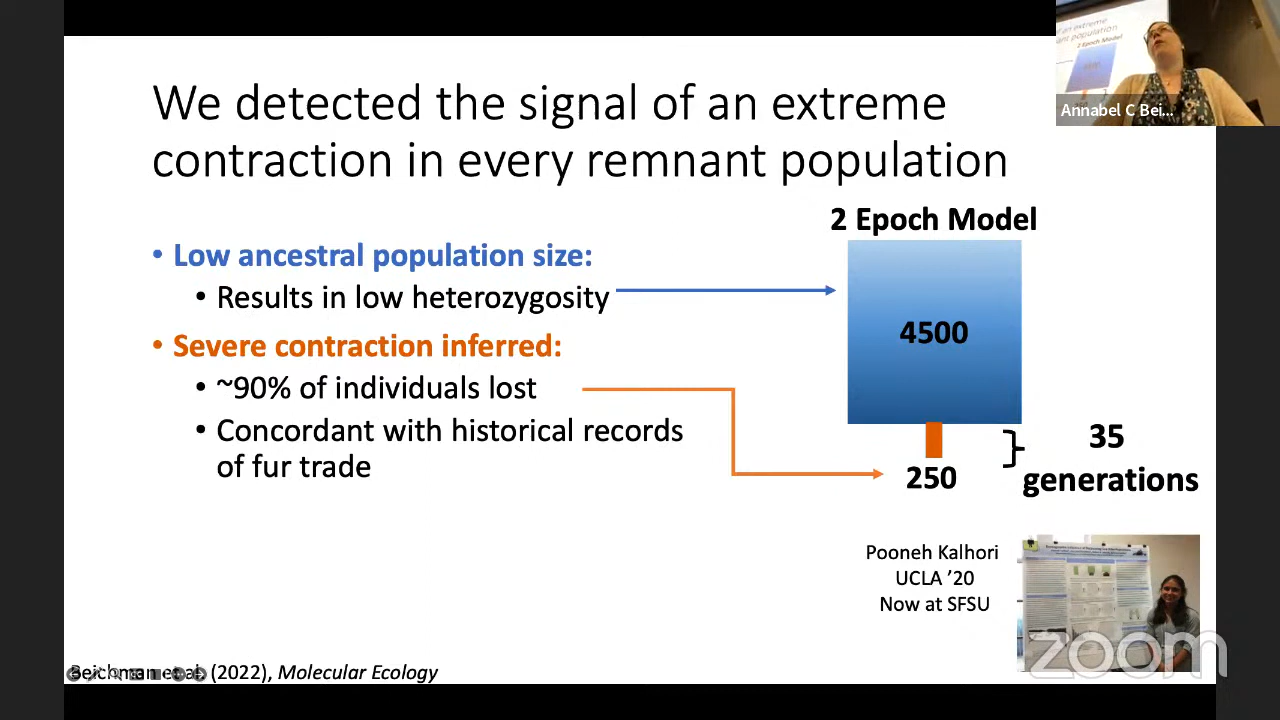 We detected the signal of an extreme
contraction in every remnant population
2 Epoch Model
• Low ancestral population size:
• Results in low heterozygosity
4500
• Severe contraction inferred:
• ~90% of individuals lost
• Concordant with historical records
of fur trade
250
35
generations
Pooneh Kalhori
UCLA ’20
Now at SFSU
Beichman et al. (2022), Molecular Ecology
Annabel C Bei...
2 Epoch Model
zoom